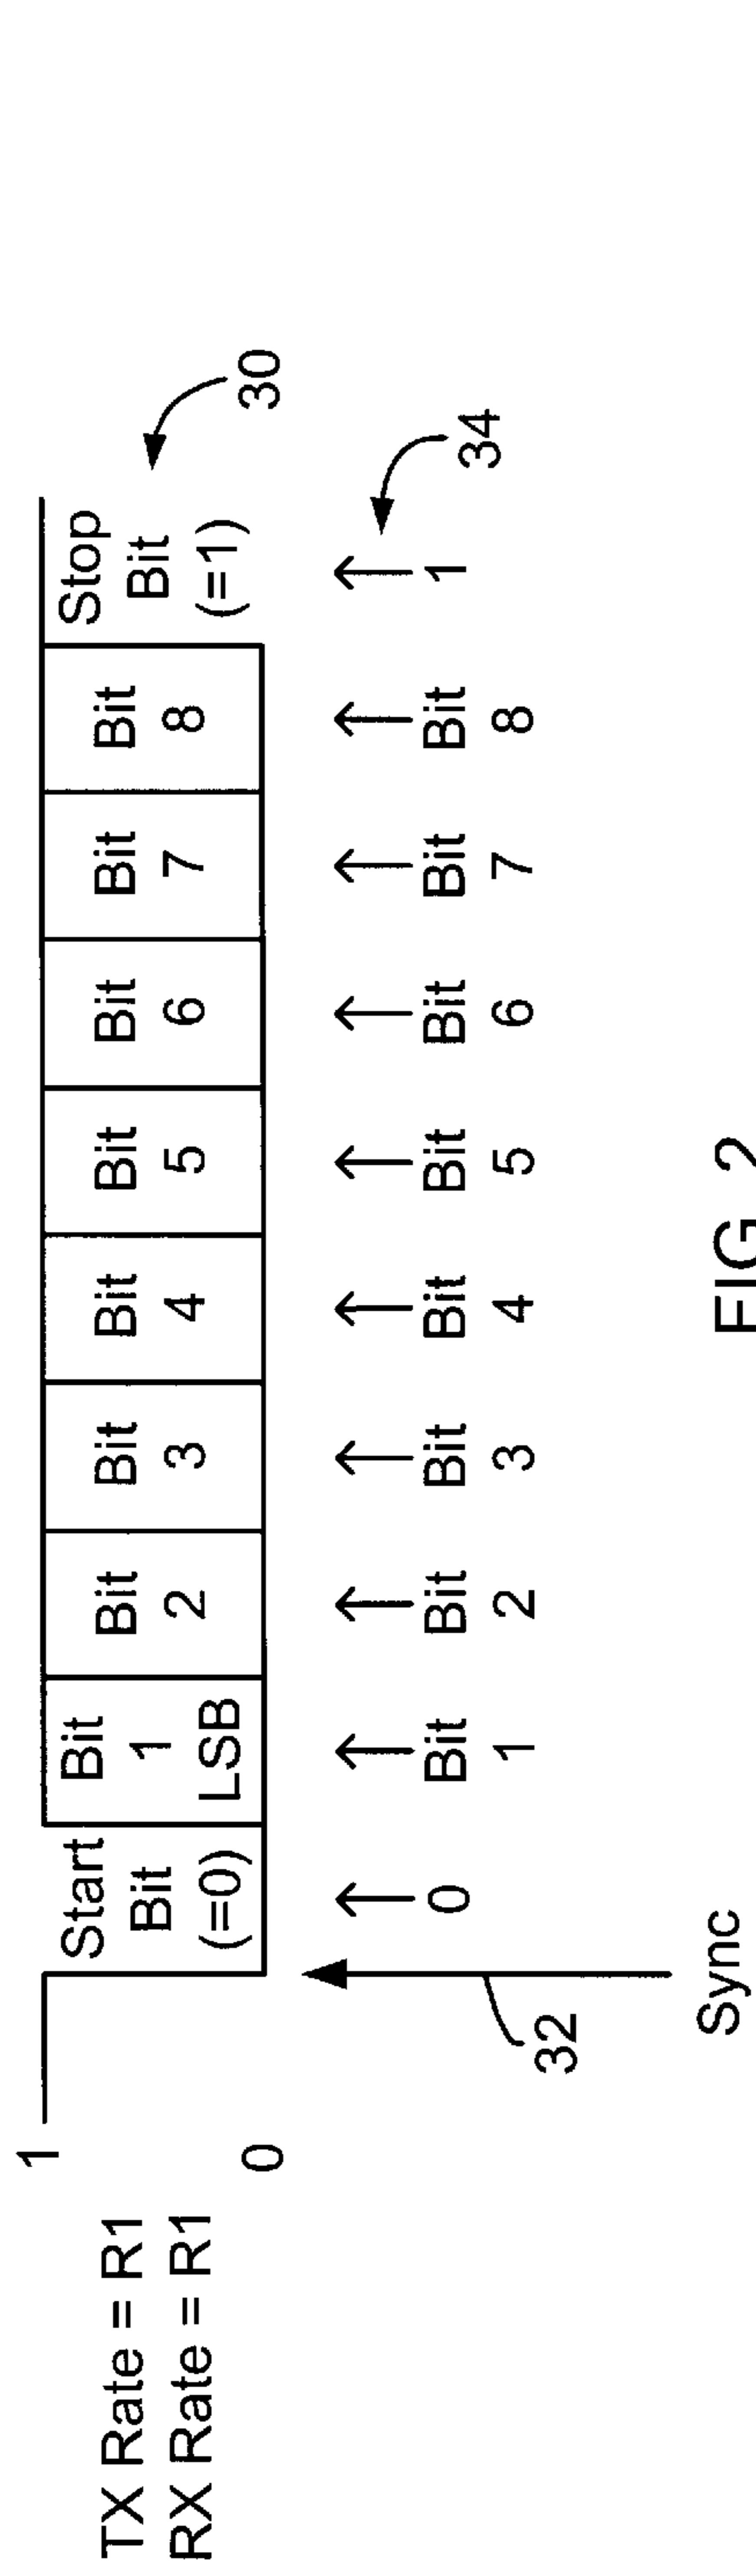 TX Rate = R1
RX Rate = R1
1
0
Start
Bit
(=0)
Bit
1
LSB
Bit
2
Bit
3
Bit
4
Bit
5
Bit
6
Bit
7
Bit
8
Stop
Bit
(=1)
30
0
Bit
1
Bit
2
Bit
3
Bit
4
Bit
5
Bit
6
Bit
7
Bit
8
1
34
32
Sync
FIG. 2